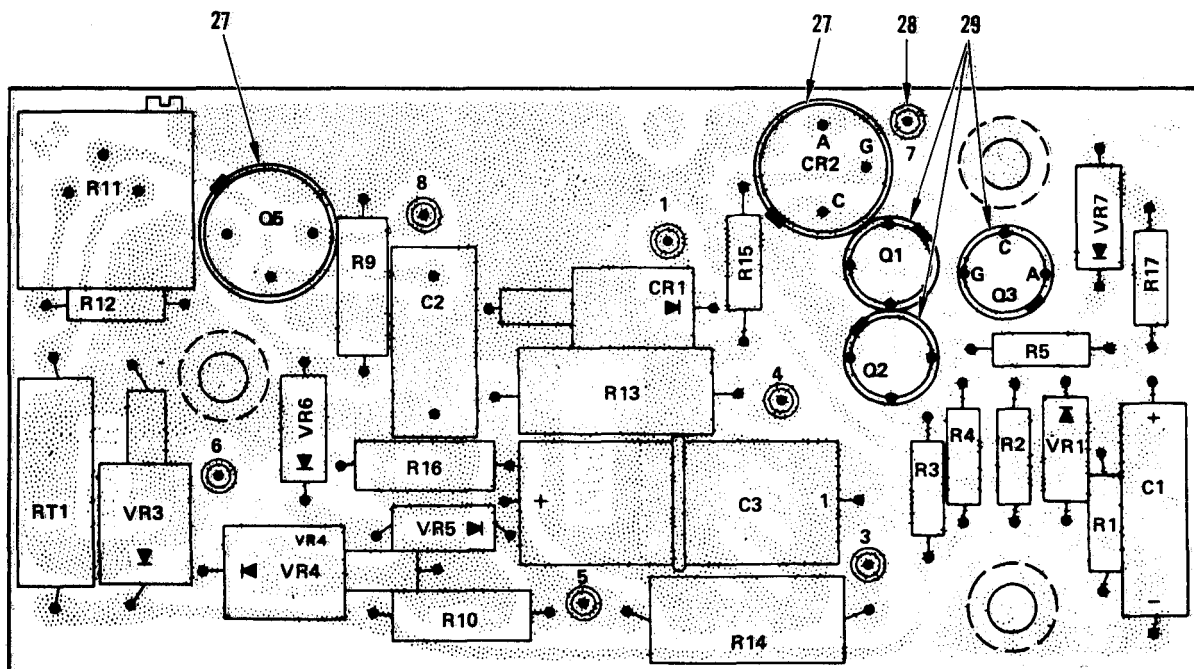 27
27
28
29
R11
Q5
R12
R9
8
C2
1
R15
A
G
CR2
C
7
Q1
C
G
A
Q3
VR7
R17
CR1
R13
4
Q2
R5
RT1
VR3
6
VR6
R16
+
C3
1
R3
R4
R2
VR1
R1
+
C1
-
VR4
VR4
VR5
R10
5
3
R14